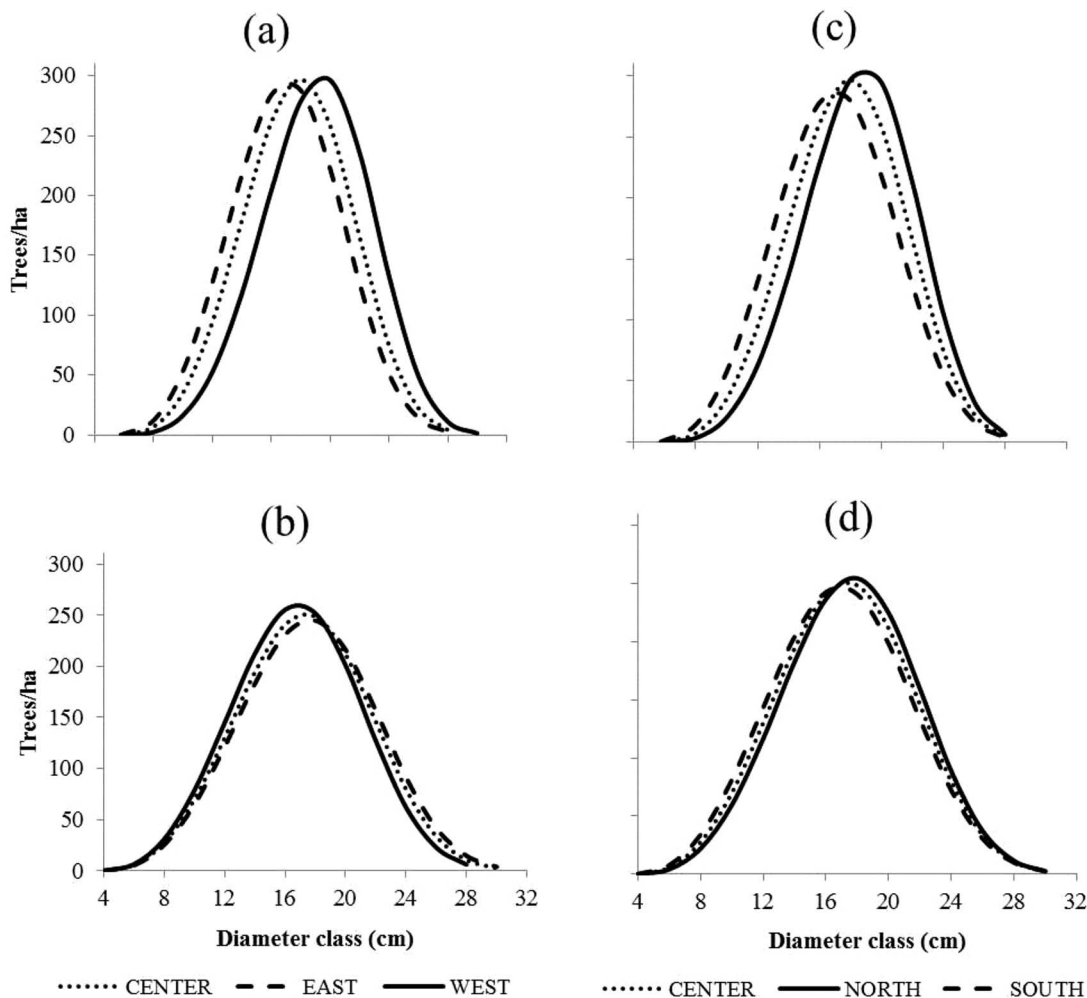 (a)
(c)
300
250
200
150
100
50
0
Trees/ha
(b)
(d)
300
250
200
150
100
50
0
Trees/ha
4 8 12 16 20 24 28 32
4 8 12 16 20 24 28 32
Diameter class (cm)
Diameter class (cm)
CENTER EAST WEST
CENTER NORTH SOUTH